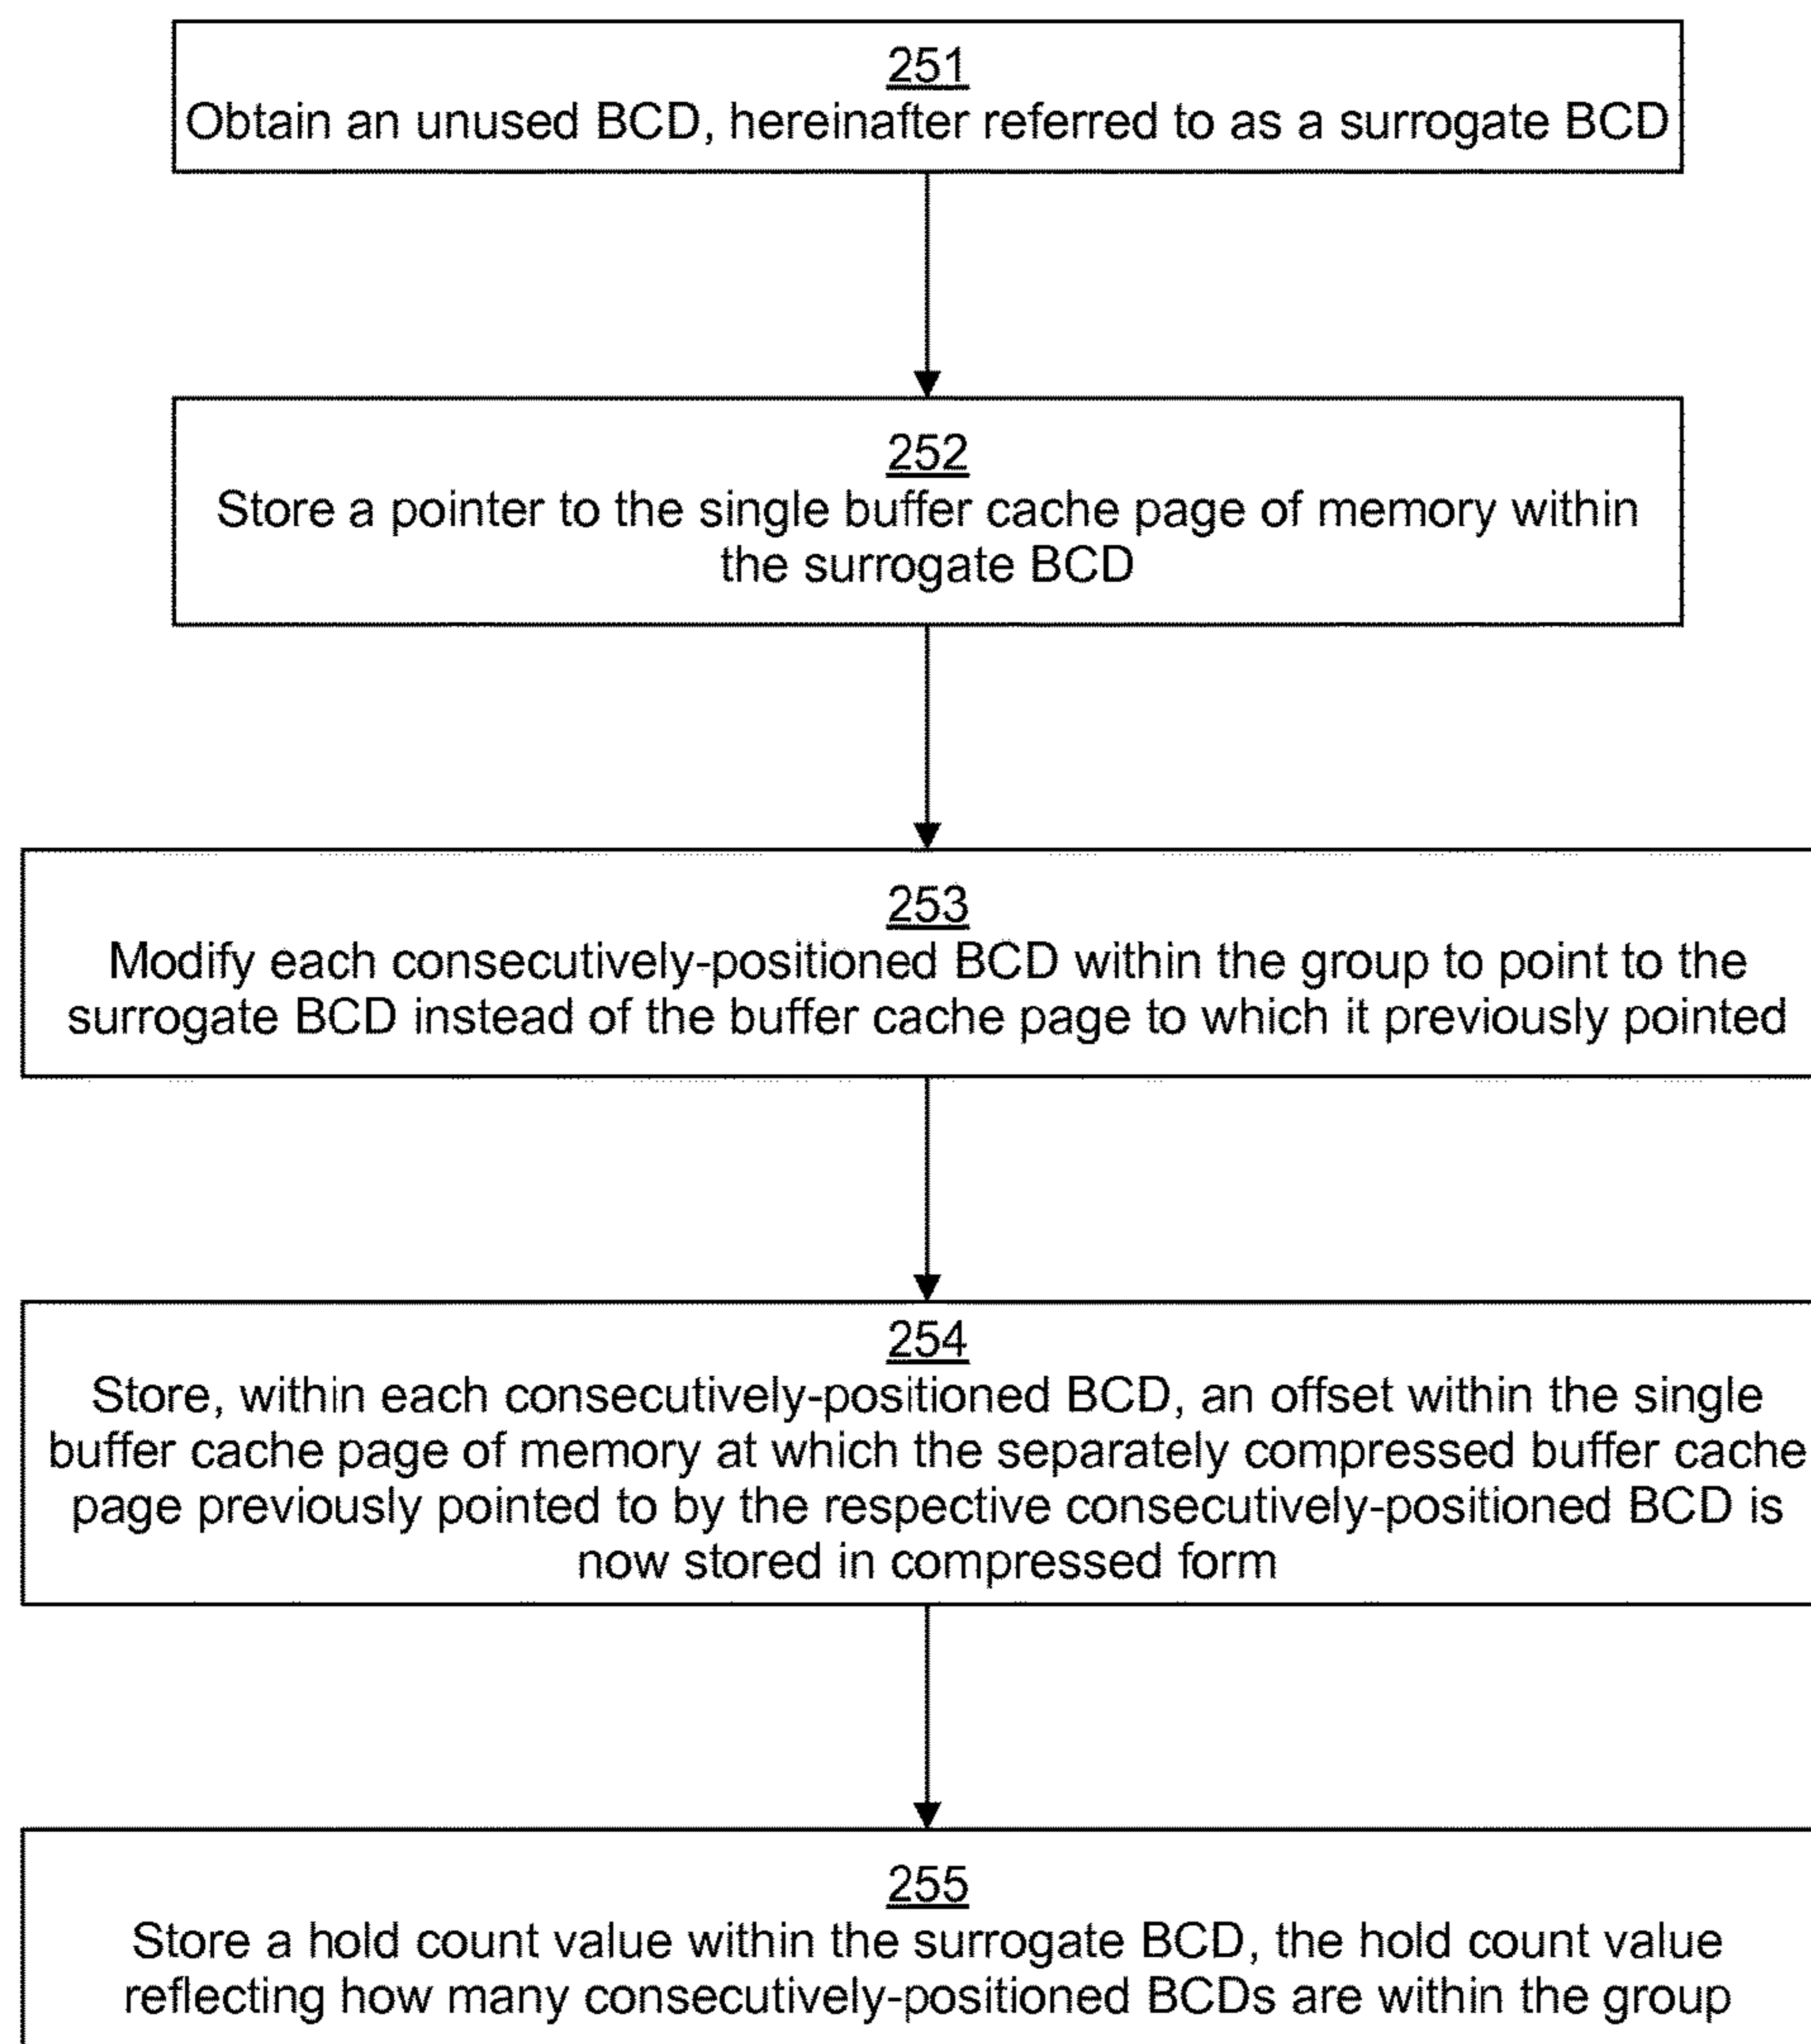 251
Obtain an unused BCD, hereinafter referred to as a surrogate BCD
252
Store a pointer to the single buffer cache page of memory within
the surrogate BCD
253
Modify each consecutively-positioned BCD within the group to point to the
surrogate BCD instead of the buffer cache page to which it previously pointed
254
Store, within each consecutively-positioned BCD, an offset within the single
buffer cache page of memory at which the separately compressed buffer cache
page previously pointed to by the respective consecutively-positioned BCD is
now stored in compressed form
255
Store a hold count value within the surrogate BCD, the hold count value
reflecting how many consecutively-positioned BCDs are within the group